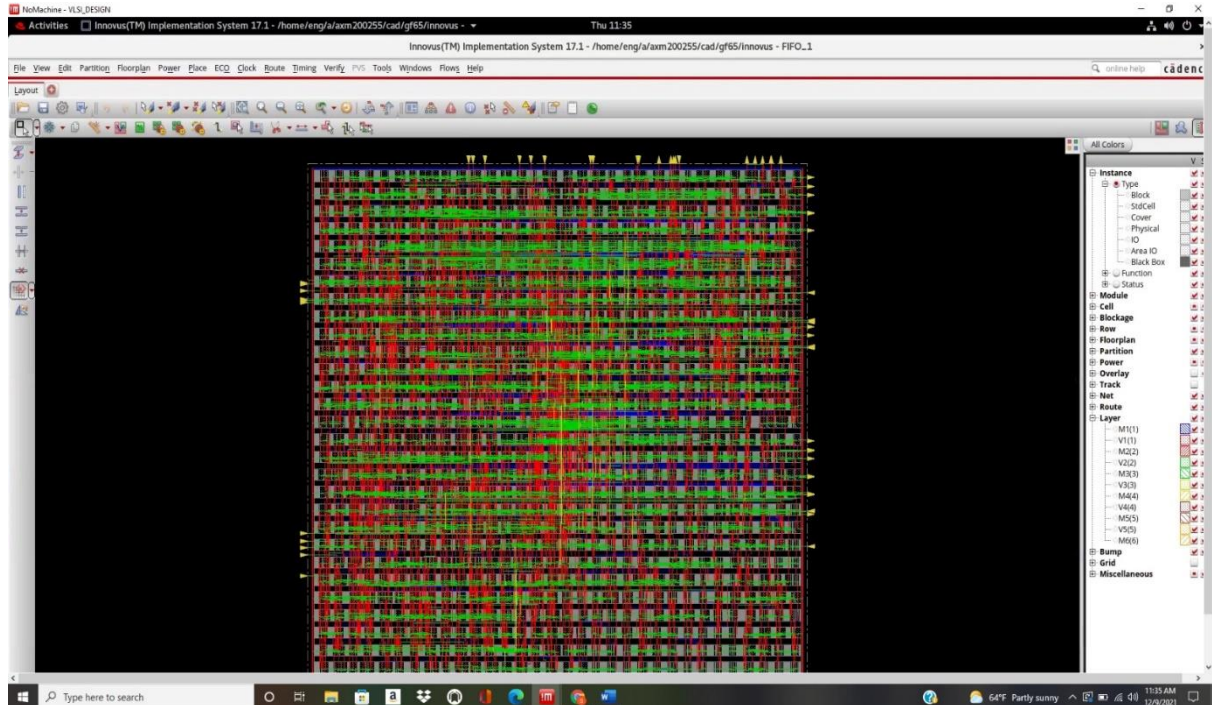 NoMachine - VLSI_DESIGN
Activities Innovus(TM) Implementation System 17.1 - /home/eng/a/axm200255/cad/gf65/innovus - Thu 11:35
Innovus(TM) Implementation System 17.1 - /home/eng/a/axm200255/cad/gf65/innovus - FIFO_1
File View Edit Partition Floorplan Power Place ECO Clock Route Timing Verify PVS Tools Windows Flows Help
online help cādenc
Layout
All Colors
V
Instance
Type
Block
StdCell
Cover
Physical
IO
Area IO
Black Box
Function
Status
Module
Cell
Blockage
Row
Floorplan
Partition
Power
Overlay
Track
Net
Route
Layer
M1(1)
V1(1)
M2(2)
V2(2)
M3(3)
V3(3)
M4(4)
V4(4)
M5(5)
V5(5)
M6(6)
Bump
Grid
Miscellaneous
Type here to search
64°F Partly sunny
11:35 AM
12/9/2021